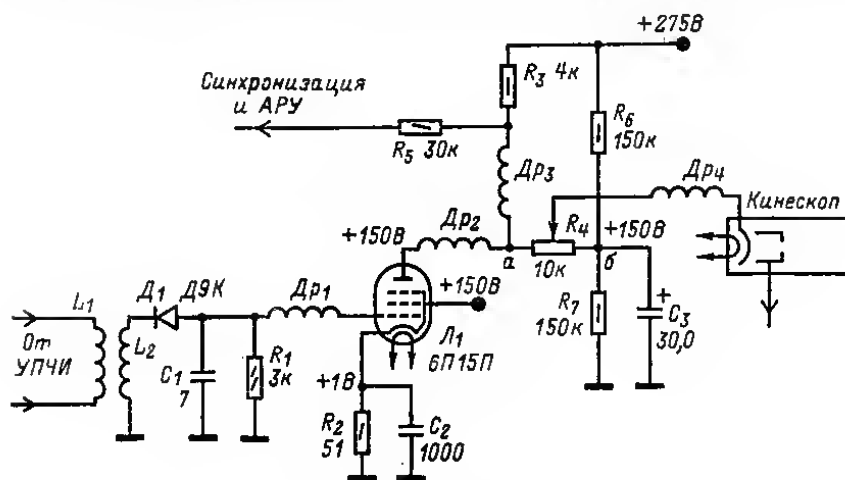 +275В
Синхронизация
и АРУ
R5 30к
R3 4к
R6
150к
Др3
Др4
Кинескоп
+150В
Др2
а
R4
10к
+150В
б
+150В
L1
L2
Д1 Д9К
Др1
От
УПЧИ
C1
7
R1
3к
Л1
6П15П
+1В
R2
51
C2
1000
R7
150к
+
C3
30,0